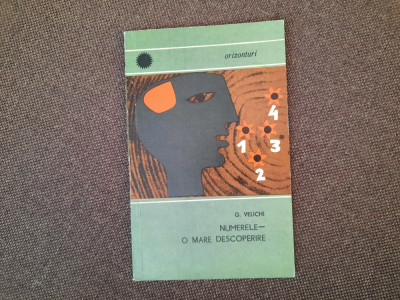 orizonturi
4
1 3
2
G. VELICHI
NUMERELE—
O MARE DESCOPERIRE